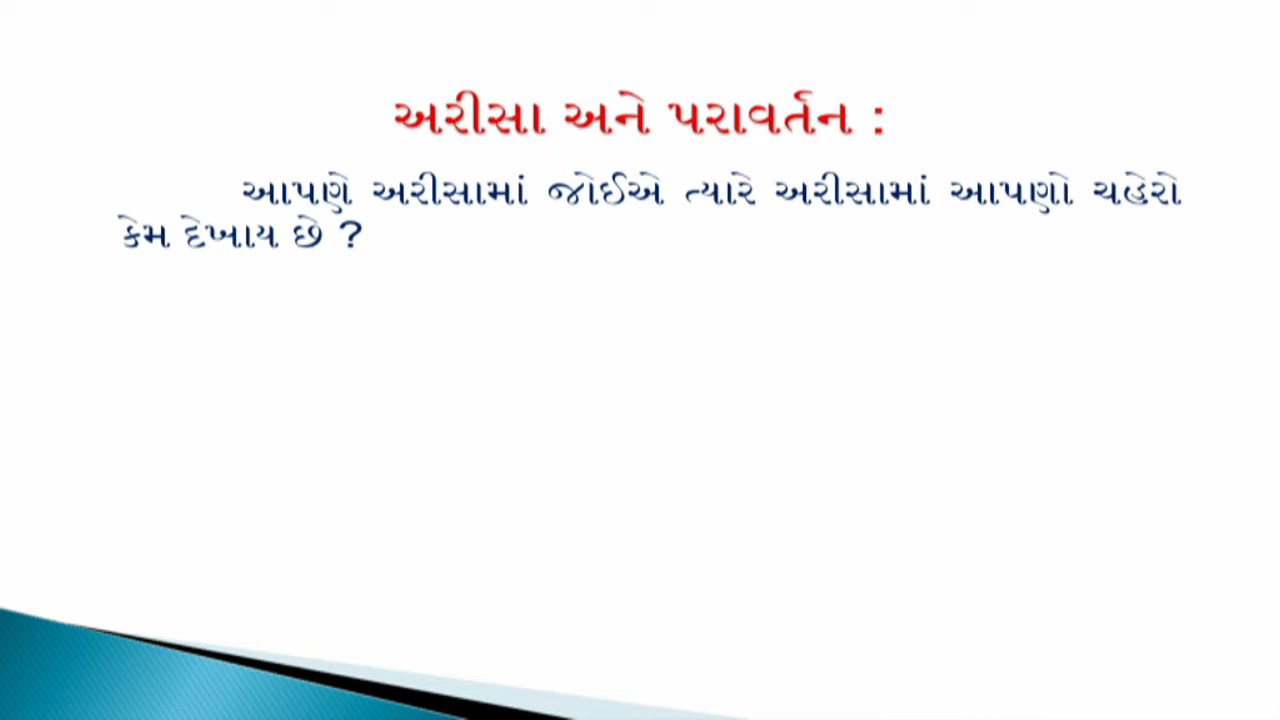 અરીસા અને પરાવર્તન :
આપણે અરીસામાં જોઈએ ત્યારે અરીસામાં આપણો ચહેરો
કેમ દેખાય છે ?